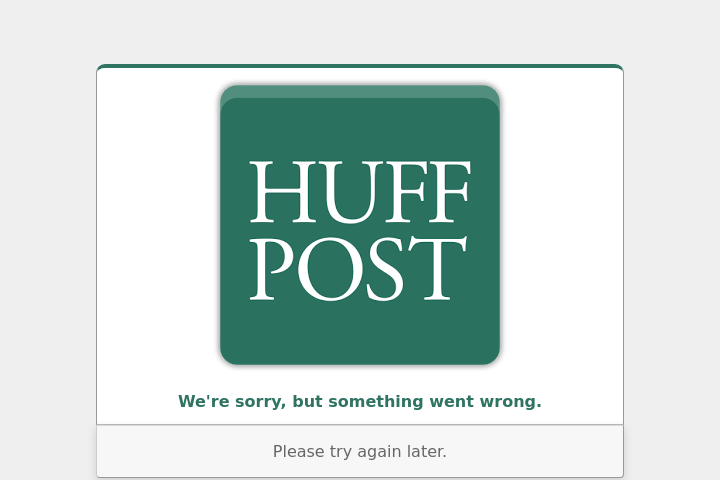 HUFF
POST
We're sorry, but something went wrong.
Please try again later.